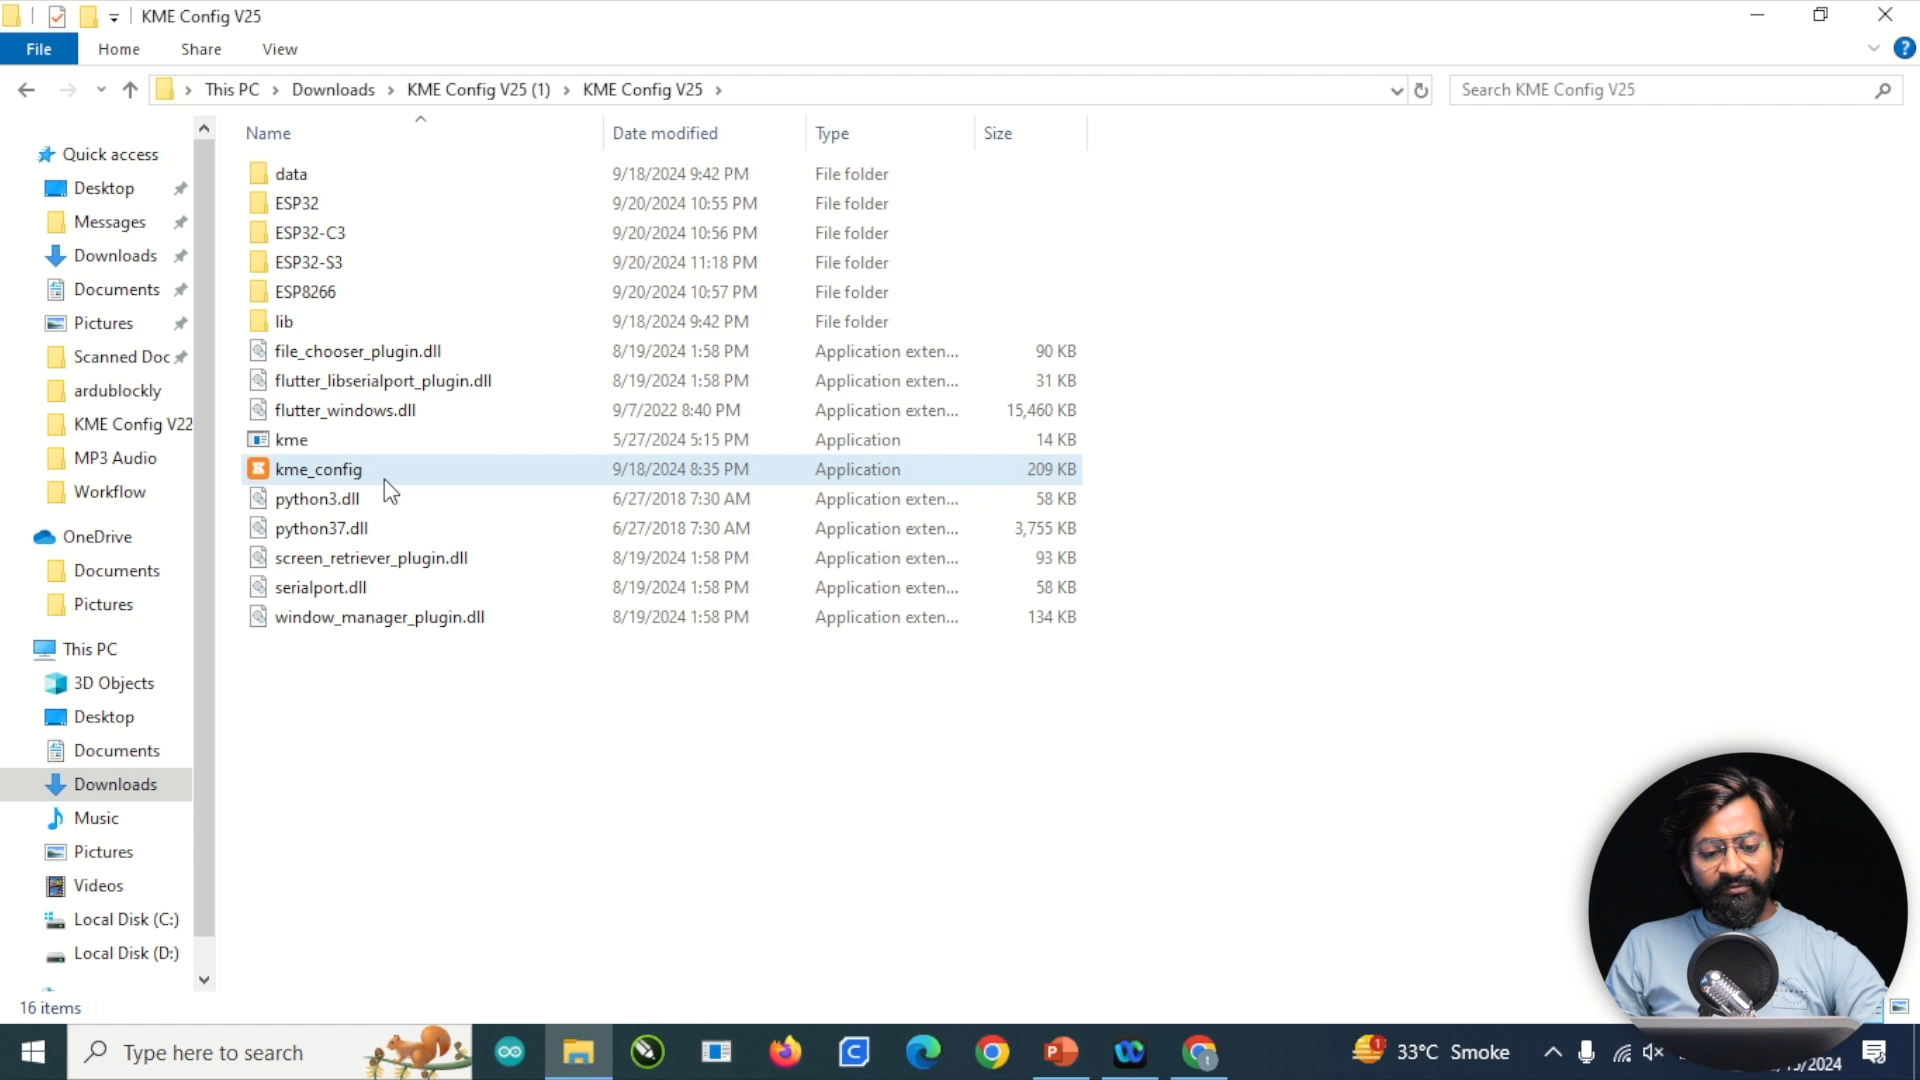 KME Config V25
File Home Share View
This PC Downloads KME Config V25 (1) KME Config V25
Search KME Config V25
Quick access
Desktop
Messages
Downloads
Documents
Pictures
Scanned Doc
ardublockly
KME Config V22
MP3 Audio
Workflow
OneDrive
Documents
Pictures
This PC
3D Objects
Desktop
Documents
Downloads
Music
Pictures
Videos
Local Disk (C:)
Local Disk (D:)
Name Date modified Type Size
data 9/18/2024 9:42 PM File folder
ESP32 9/20/2024 10:55 PM File folder
ESP32-C3 9/20/2024 10:56 PM File folder
ESP32-S3 9/20/2024 11:18 PM File folder
ESP8266 9/20/2024 10:57 PM File folder
lib 9/18/2024 9:42 PM File folder
file_chooser_plugin.dll 8/19/2024 1:58 PM Application exten... 90 KB
flutter_libserialport_plugin.dll 8/19/2024 1:58 PM Application exten... 31 KB
flutter_windows.dll 9/7/2022 8:40 PM Application exten... 15,460 KB
kme 5/27/2024 5:15 PM Application 14 KB
kme_config 9/18/2024 8:35 PM Application 209 KB
python3.dll 6/27/2018 7:30 AM Application exten... 58 KB
python37.dll 6/27/2018 7:30 AM Application exten... 3,755 KB
screen_retriever_plugin.dll 8/19/2024 1:58 PM Application exten... 93 KB
serialport.dll 8/19/2024 1:58 PM Application exten... 58 KB
window_manager_plugin.dll 8/19/2024 1:58 PM Application exten... 134 KB
16 items
Type here to search
33°C Smoke